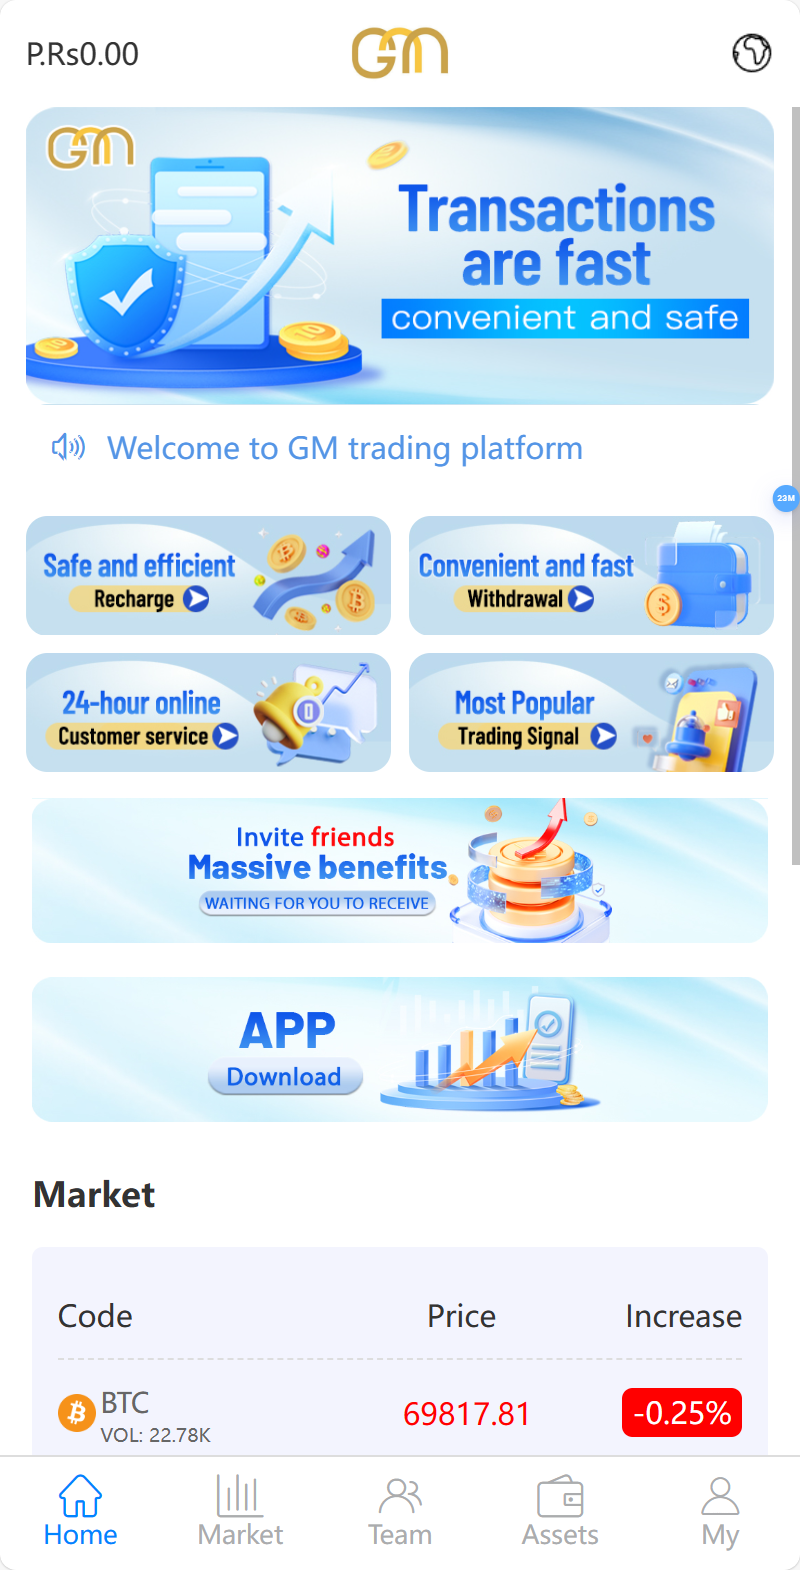 P.Rs0.00
GM
GM
Transactions
are fast
convenient and safe
Welcome to GM trading platform
23M
Safe and efficient
Recharge
Convenient and fast
Withdrawal
24-hour online
Customer service
Most Popular
Trading Signal
Invite friends
Massive benefits
WAITING FOR YOU TO RECEIVE
APP
Download
Market
Code Price Increase
BTC
VOL: 22.78K
69817.81
-0.25%
Home Market Team Assets My